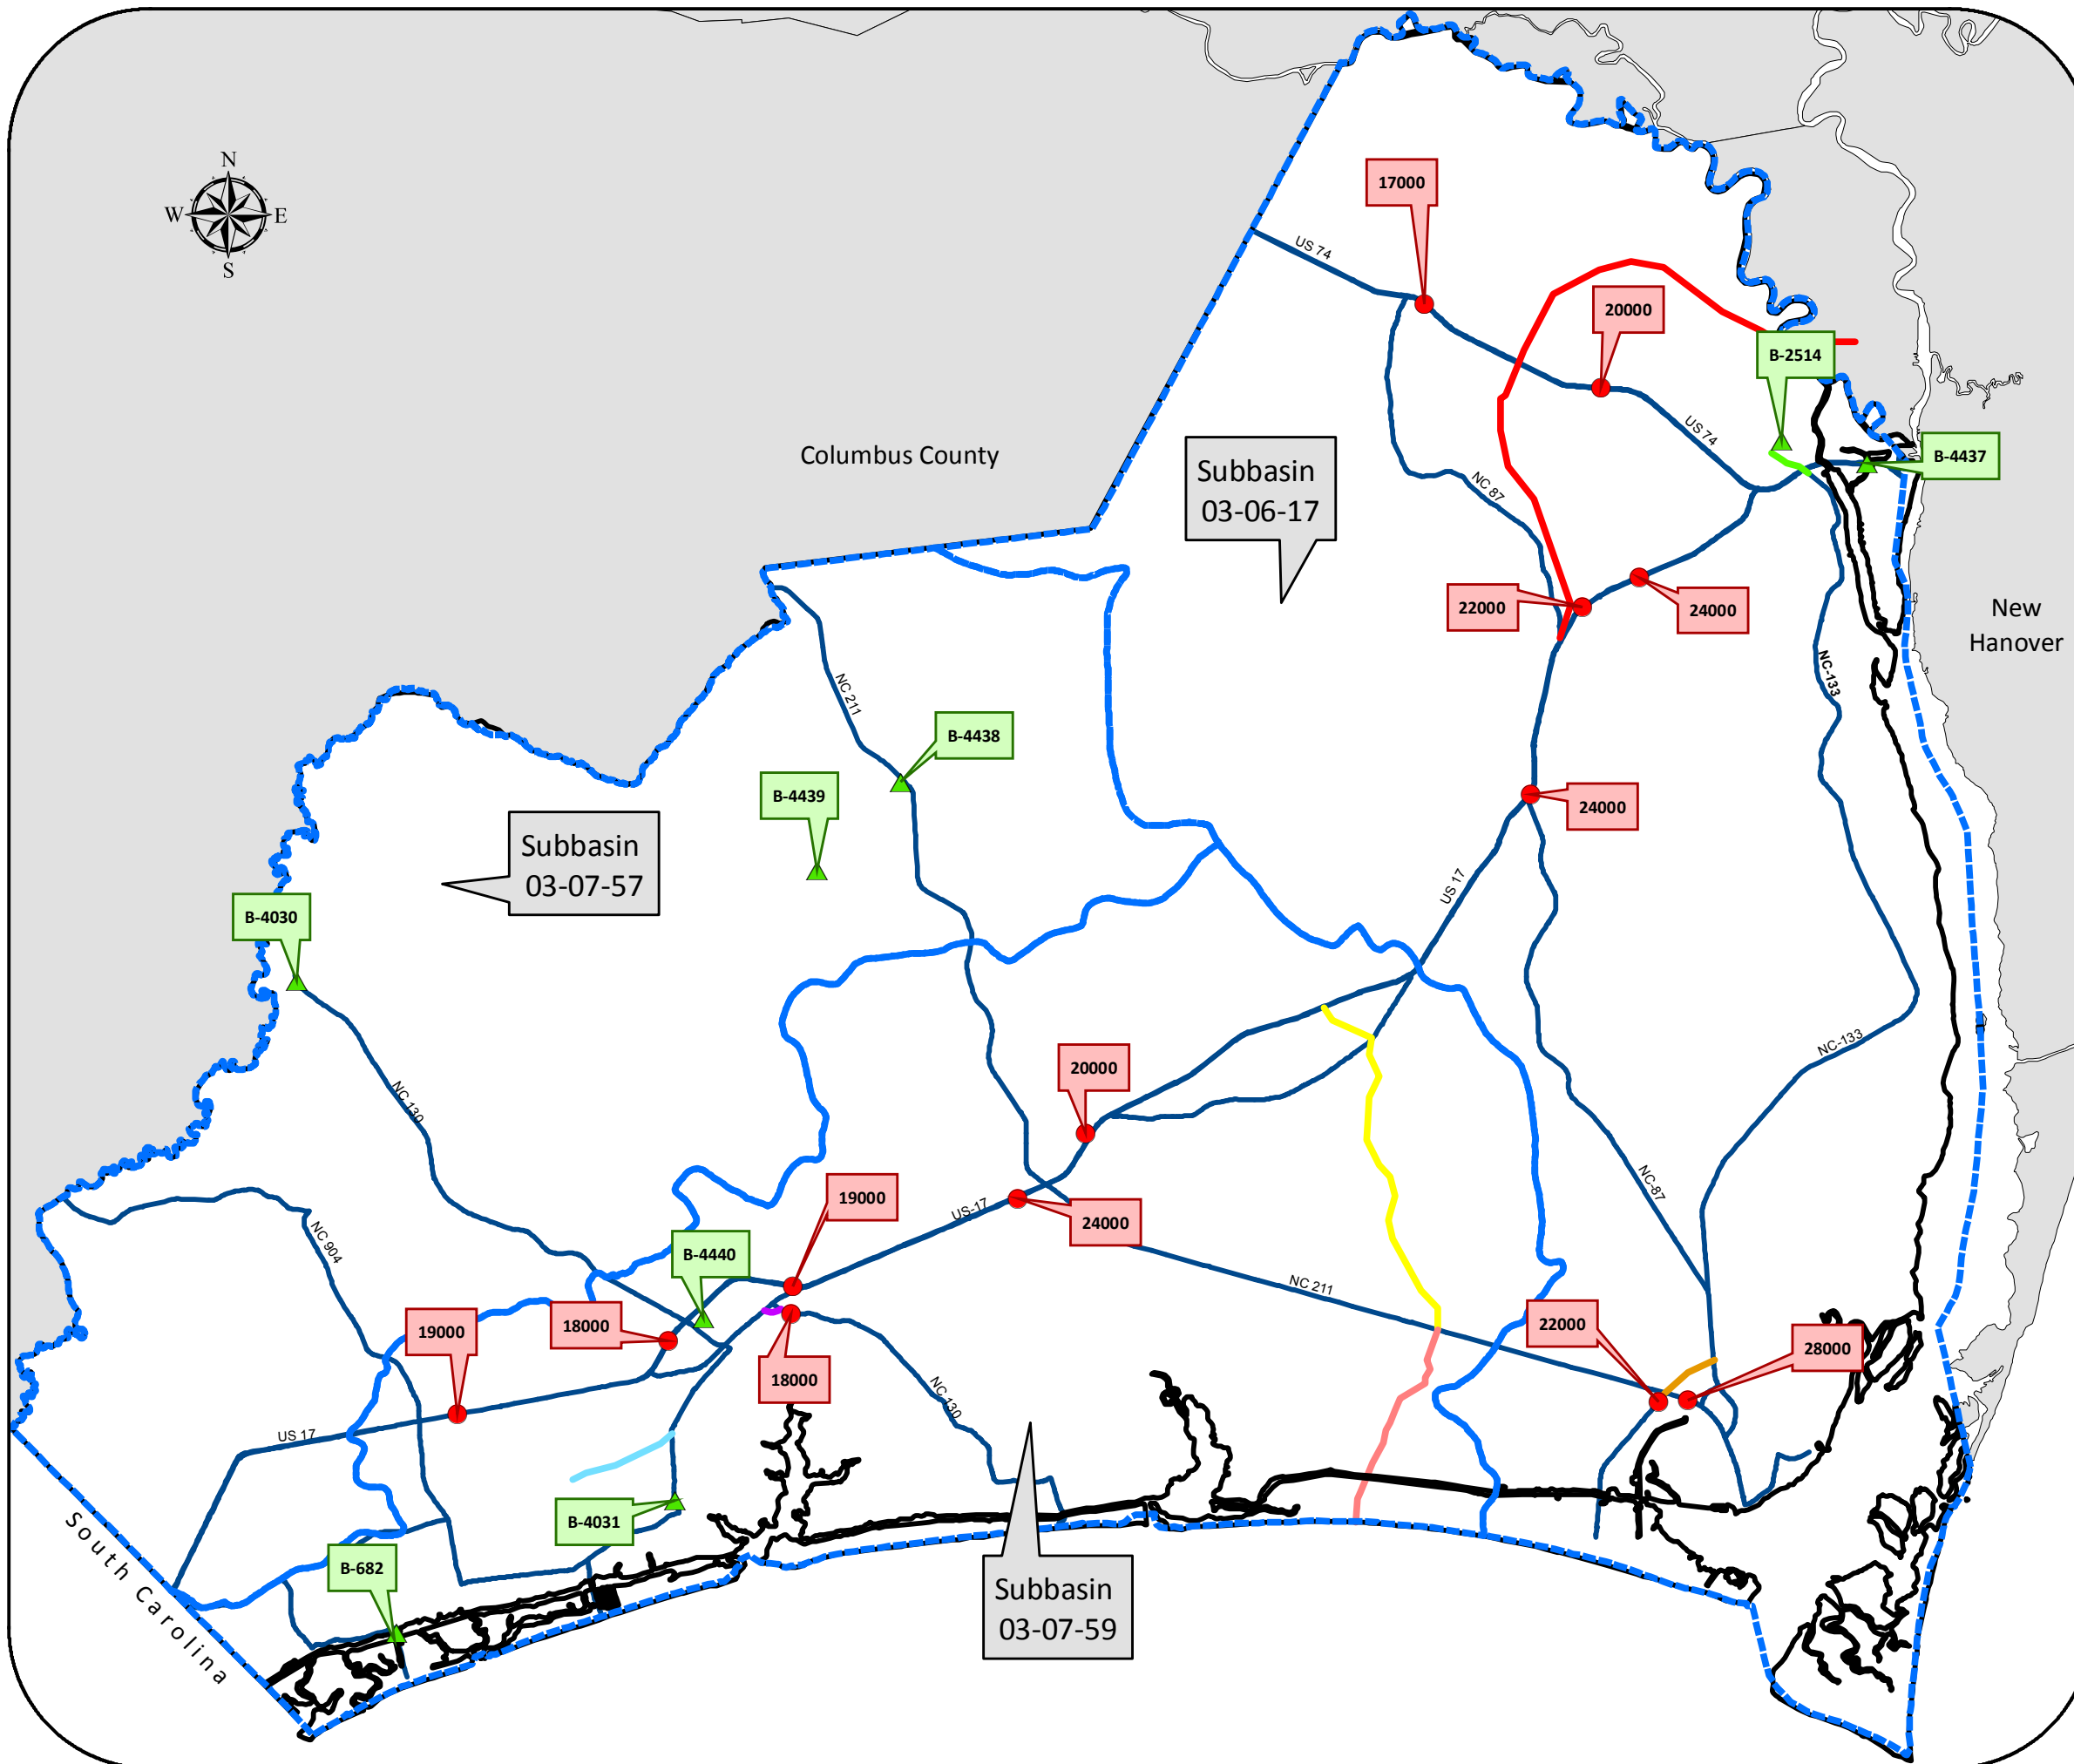 N
W E
S
17000
US 74
20000
B-2514
US 74
B-4437
Columbus County
Subbasin
03-06-17
NC 87
22000
24000
New
Hanover
NC-133
NC 211
B-4438
B-4439
24000
Subbasin
03-07-57
US 17
B-4030
NC-133
20000
NC 130
NC-87
19000
US-17
24000
NC 904
B-4440
NC 211
19000
18000
22000
28000
18000
NC-130
US 17
B-4031
South Carolina
B-682
Subbasin
03-07-59